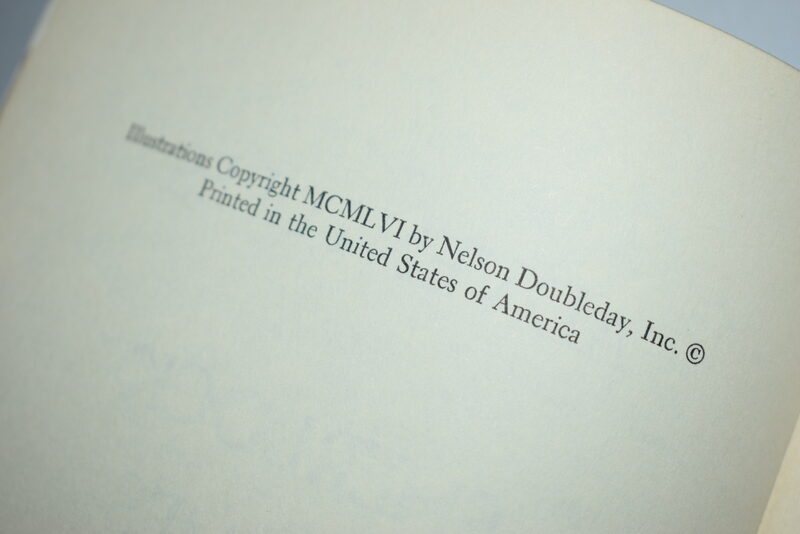 Illustrations Copyright MCMLVI by Nelson Doubleday, Inc. ©
Printed in the United States of America